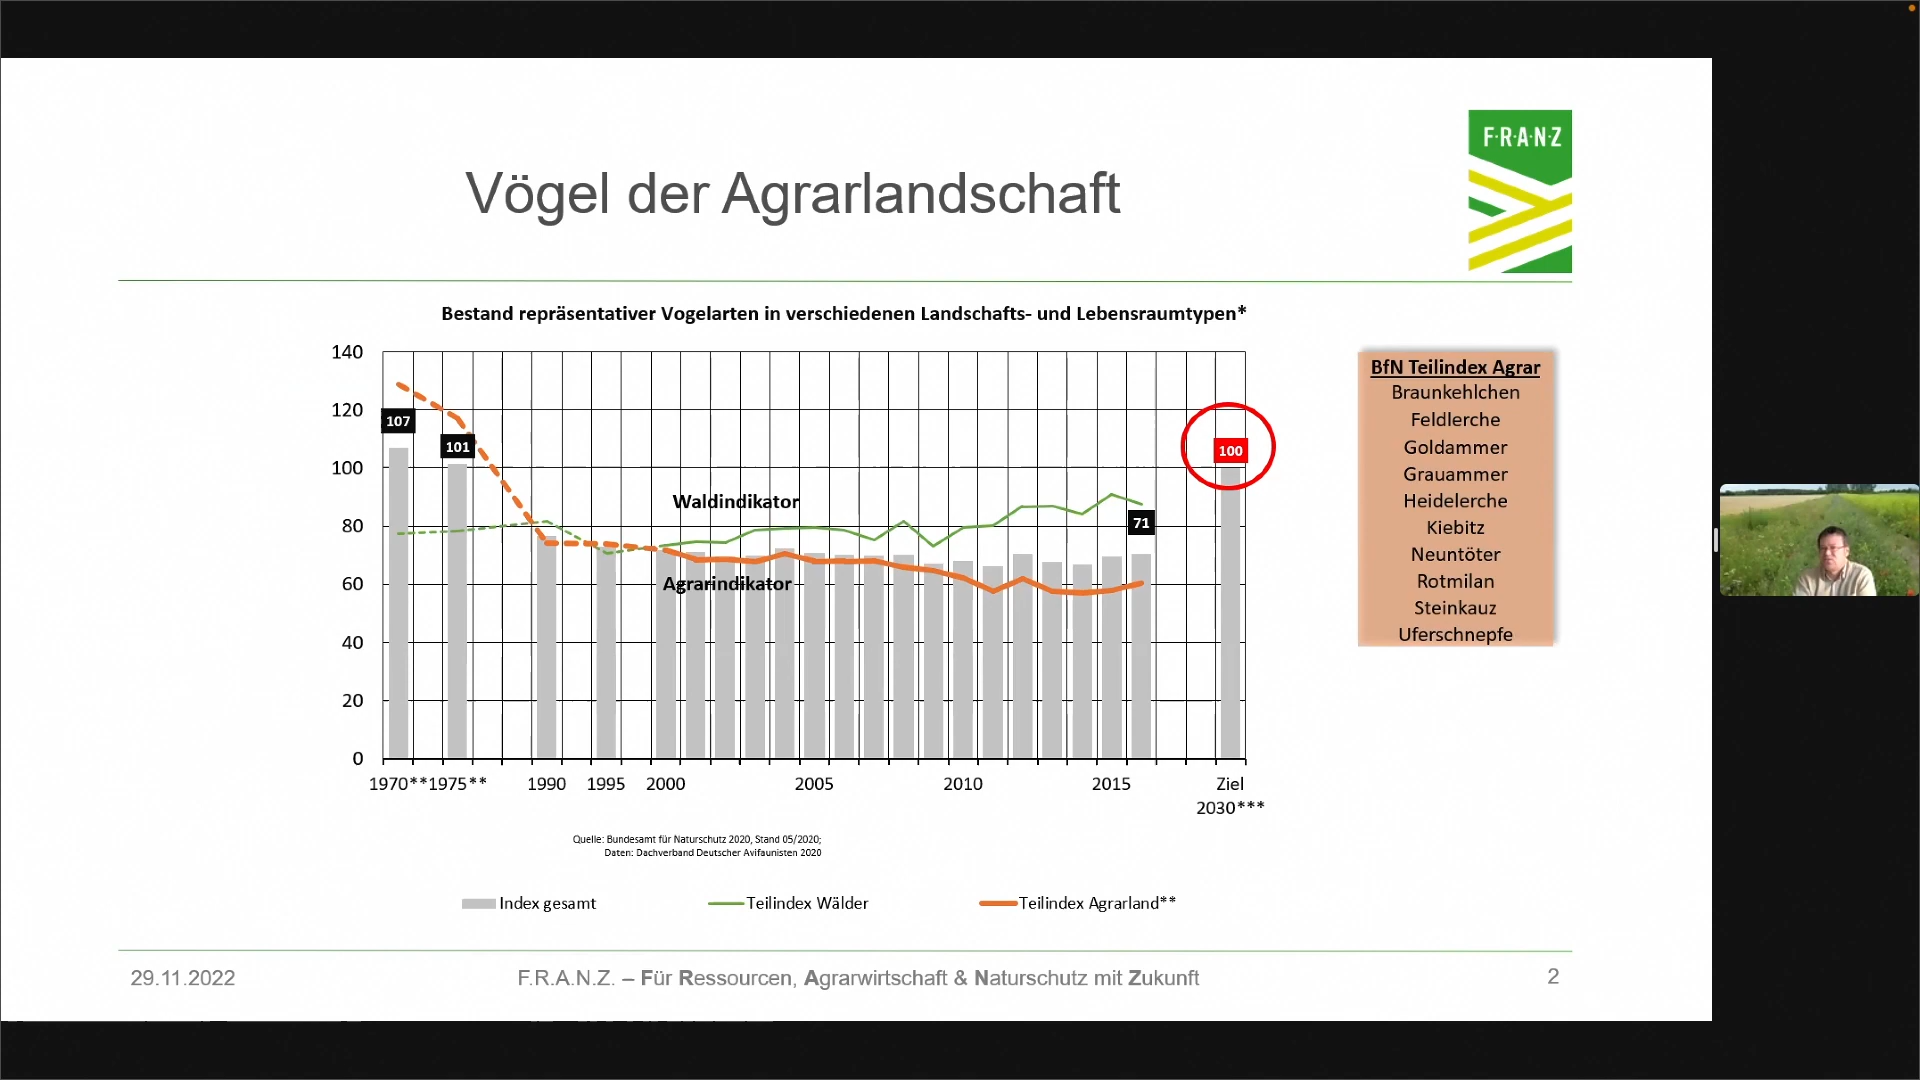 F·R·A·N·Z
Vögel der Agrarlandschaft
Bestand repräsentativer Vogelarten in verschiedenen Landschafts- und Lebensraumtypen*
140
120
100
80
60
40
20
0
107
101
Waldindikator
Agrarindikator
71
100
1970** 1975** 1990 1995 2000 2005 2010 2015 Ziel
2030***
BfN Teilindex Agrar
Braunkehlchen
Feldlerche
Goldammer
Grauammer
Heidelerche
Kiebitz
Neuntöter
Rotmilan
Steinkauz
Uferschnepfe
Quelle: Bundesamt für Naturschutz 2020, Stand 05/2020;
Daten: Dachverband Deutscher Avifaunisten 2020
Index gesamt Teilindex Wälder Teilindex Agrarland**
29.11.2022 F.R.A.N.Z. – Für Ressourcen, Agrarwirtschaft & Naturschutz mit Zukunft 2